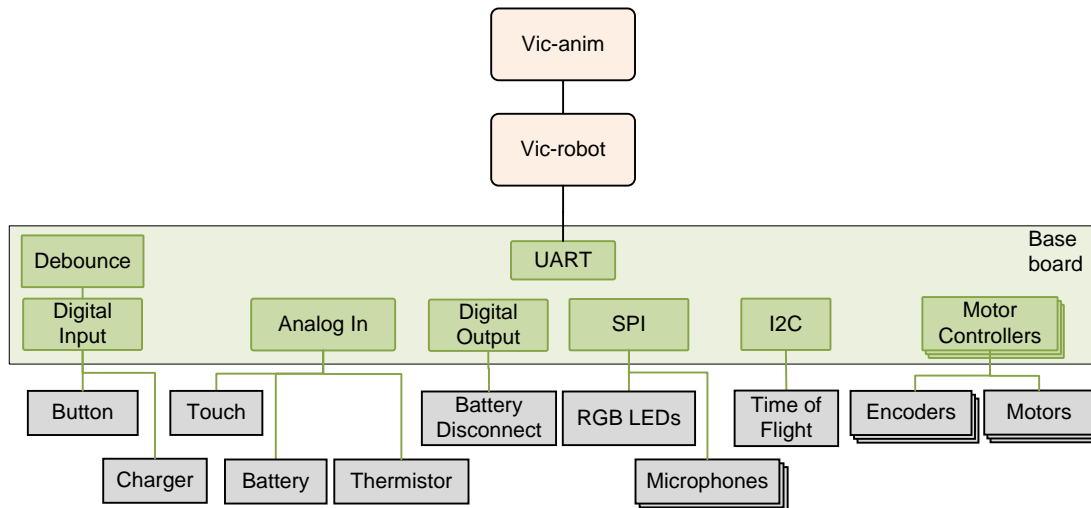 Vic-anim
Vic-robot
Base
board
Debounce
UART
Digital
Input
Analog In
Digital
Output
SPI
I2C
Motor
Controllers
Button
Touch
Battery
Disconnect
RGB LEDs
Time of
Flight
Encoders
Motors
Charger
Battery
Thermistor
Microphones